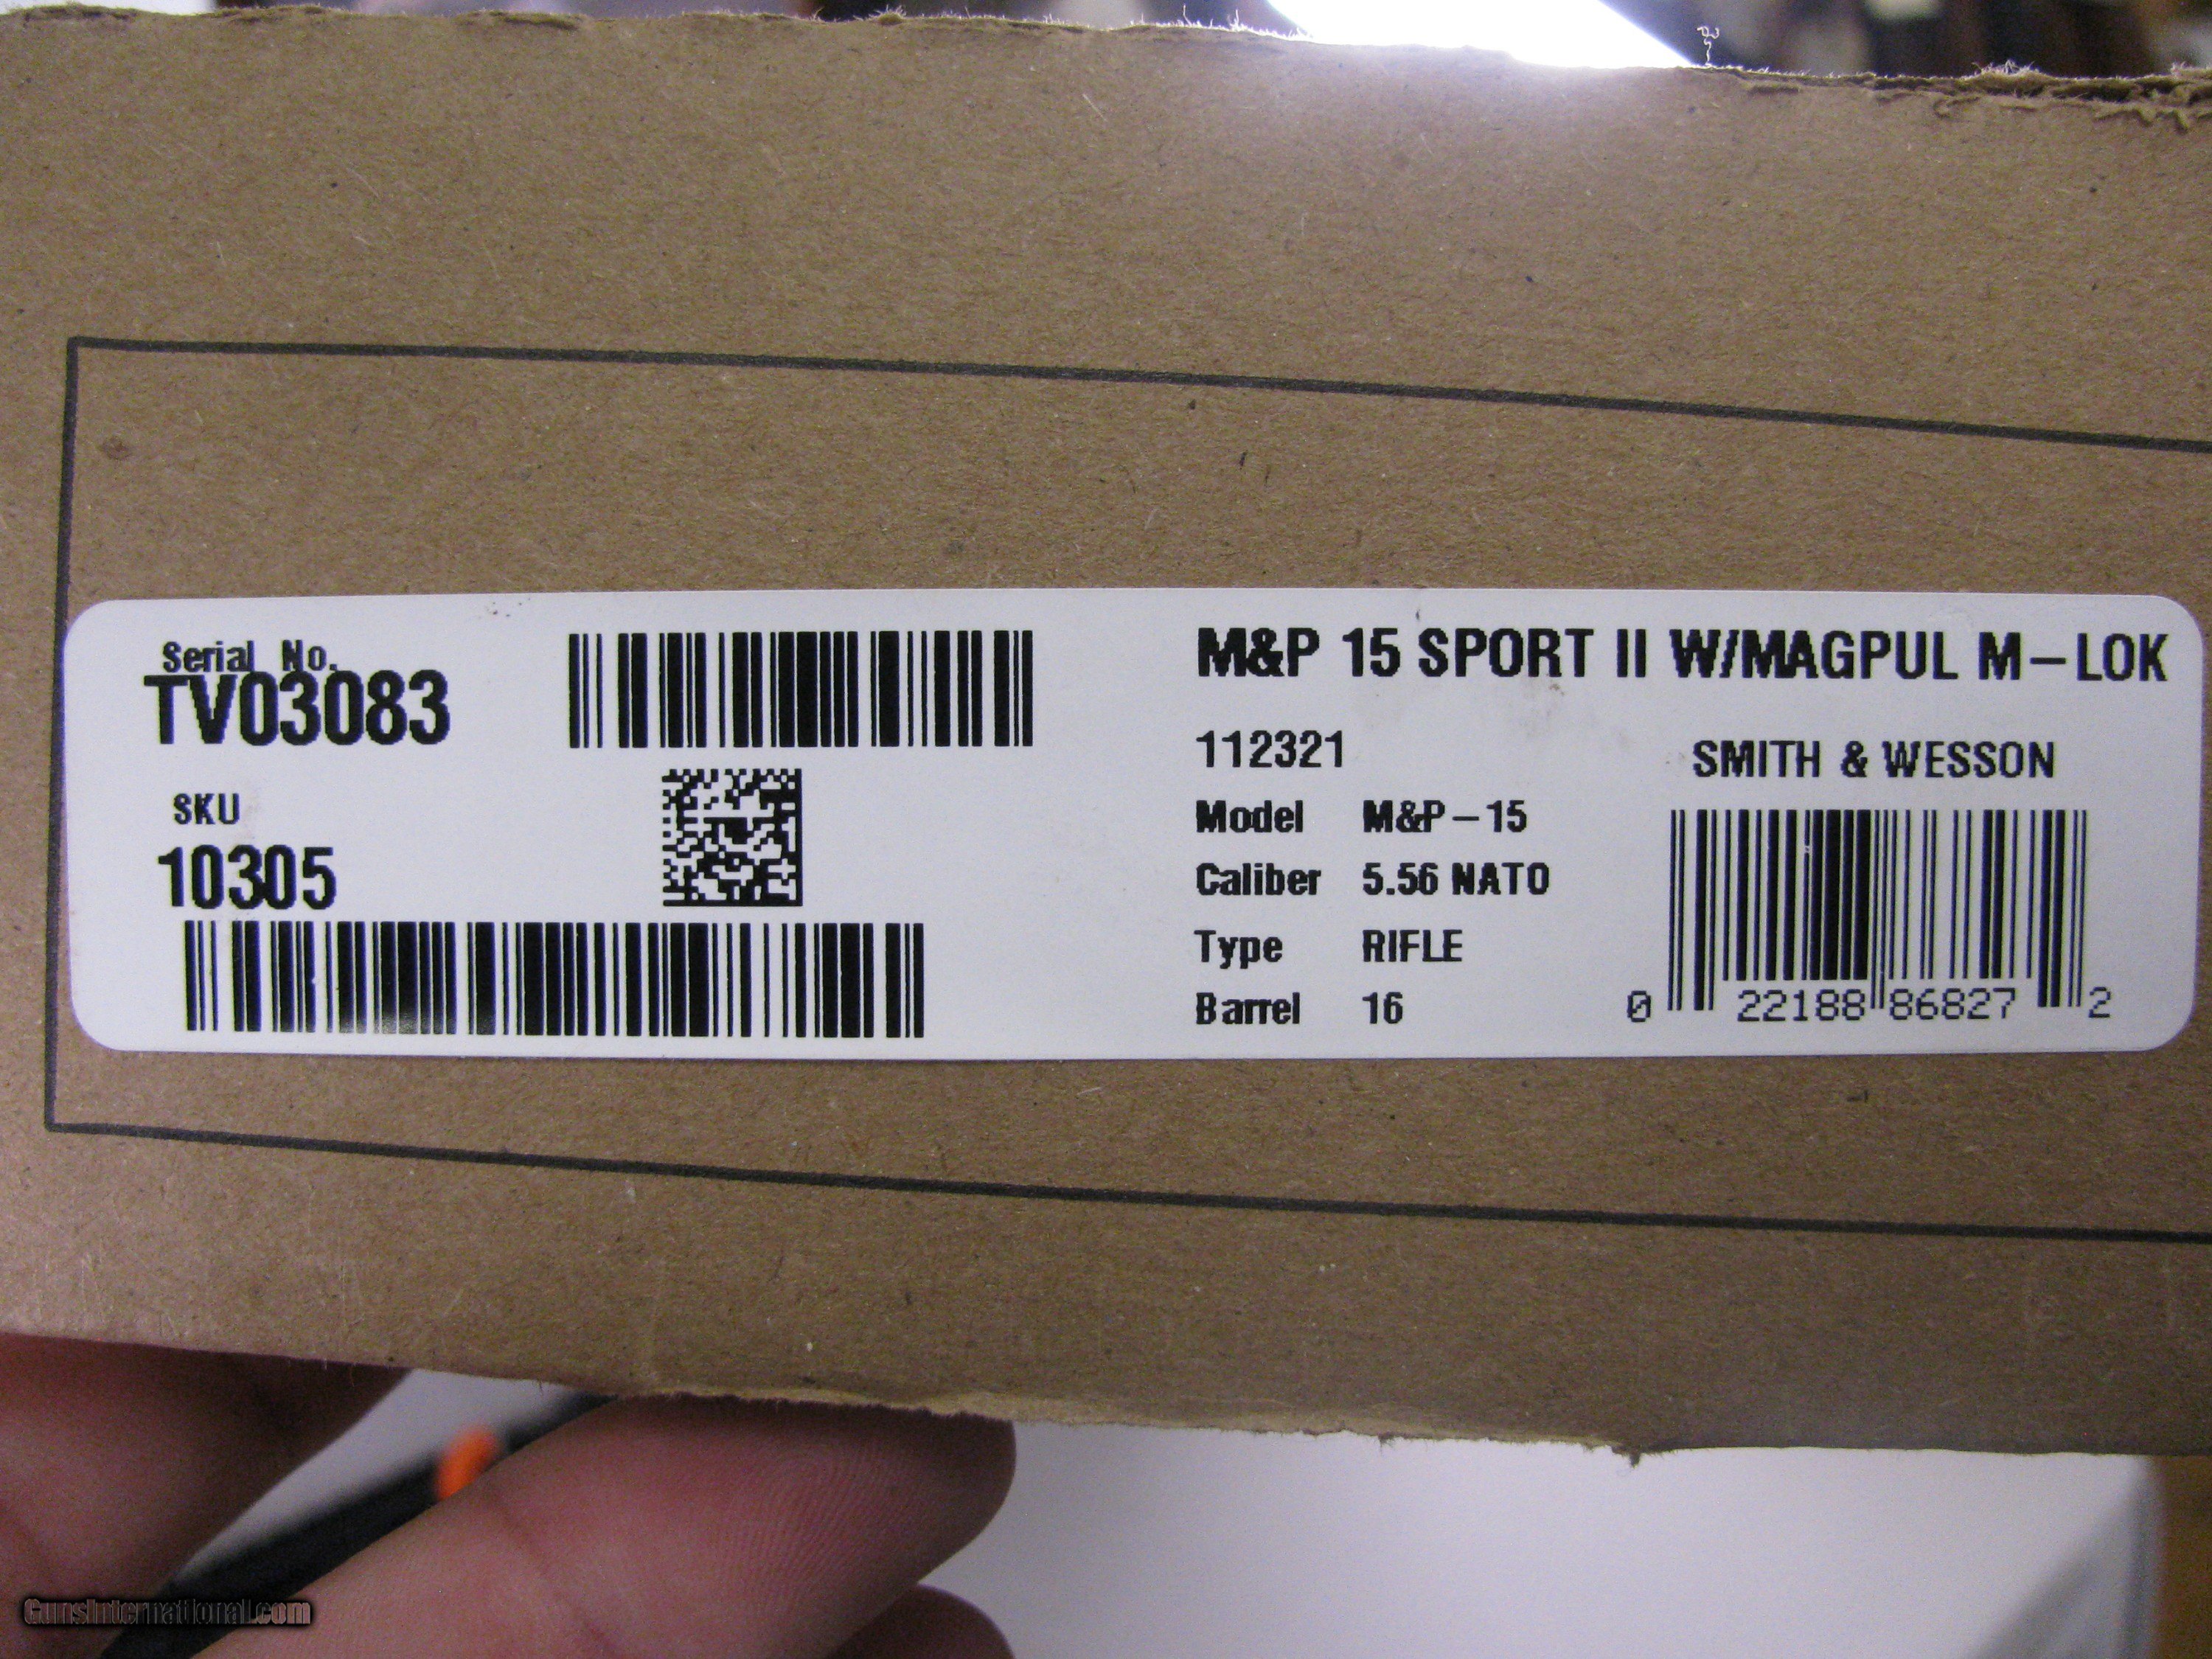 Serial No.
TV03083
SKU
10305
M&P 15 SPORT II W/MAGPUL M-LOK
112321
SMITH & WESSON
Model M&P-15
Caliber 5.56 NATO
Type RIFLE
Barrel 16
0 22188 86827 2
GunsInternational.com